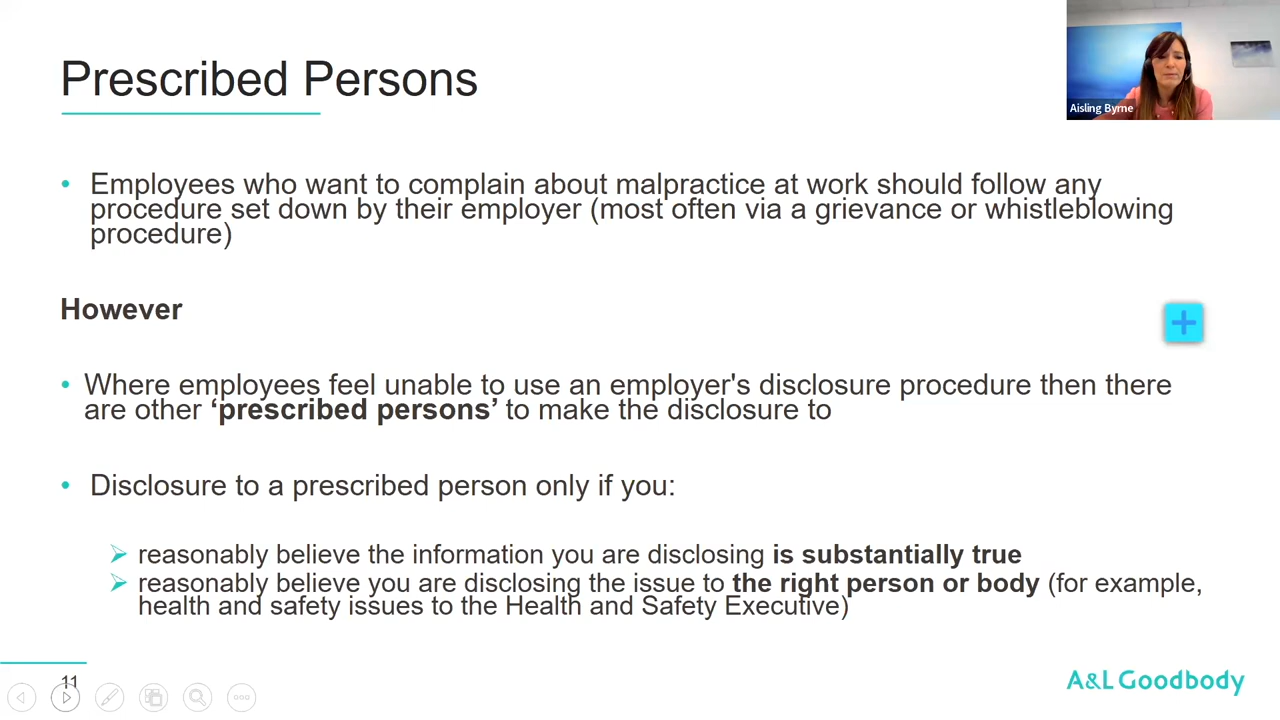 Prescribed Persons
Aisling Byrne
• Employees who want to complain about malpractice at work should follow any
procedure set down by their employer (most often via a grievance or whistleblowing
procedure)
However
• Where employees feel unable to use an employer's disclosure procedure then there
are other ‘prescribed persons’ to make the disclosure to
• Disclosure to a prescribed person only if you:
➢ reasonably believe the information you are disclosing is substantially true
➢ reasonably believe you are disclosing the issue to the right person or body (for example,
health and safety issues to the Health and Safety Executive)
11
A&L Goodbody